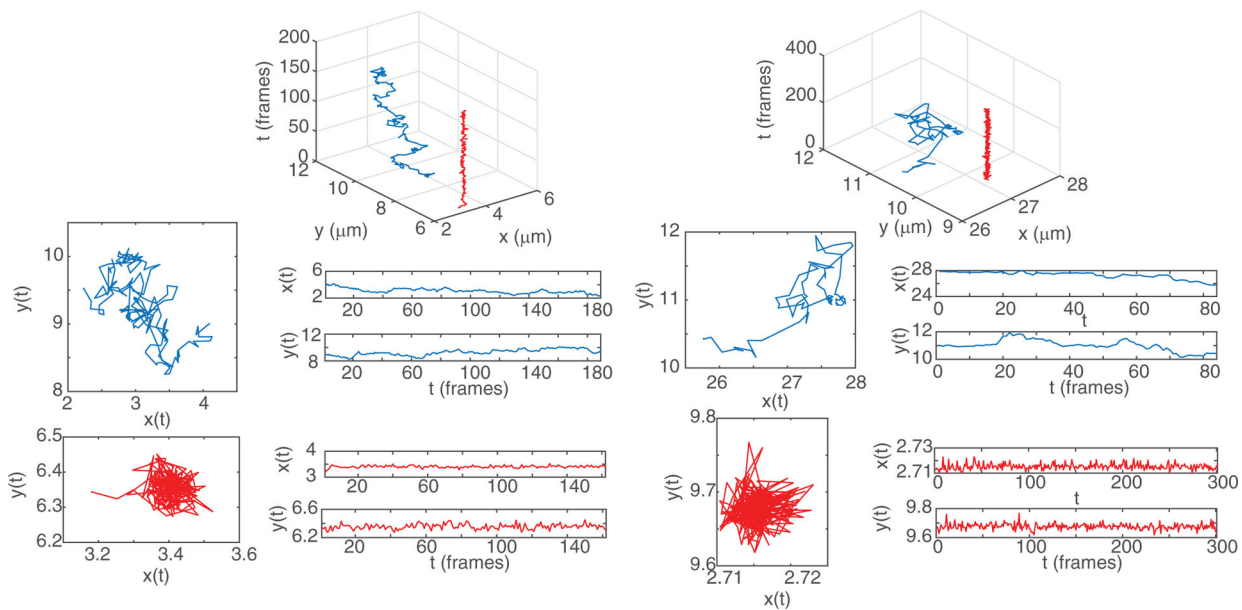 200
150
100
50
0
t (frames)
12
10
8
6
y (μm)
2
4
6
x (μm)
400
200
0
t (frames)
12
11
10
9
y (μm)
26
27
28
x (μm)
10
9
8
y(t)
2 3 4
x(t)
6
2
x(t)
20 60 100 140 180
12
8
y(t)
20 60 100 140 180
t (frames)
12
11
10
y(t)
26 27 28
x(t)
28
24
x(t)
0 20 40 60 80
t
12
10
y(t)
0 20 40 60 80
t (frames)
6.5
6.4
6.3
6.2
y(t)
3.2 3.4 3.6
x(t)
4
3
x(t)
20 60 100 140
6.6
6.2
y(t)
20 60 100 140
t (frames)
9.8
9.7
9.6
y(t)
2.71 2.72
x(t)
2.73
2.71
x(t)
0 100 200 300
t
9.8
9.6
y(t)
0 100 200 300
t (frames)